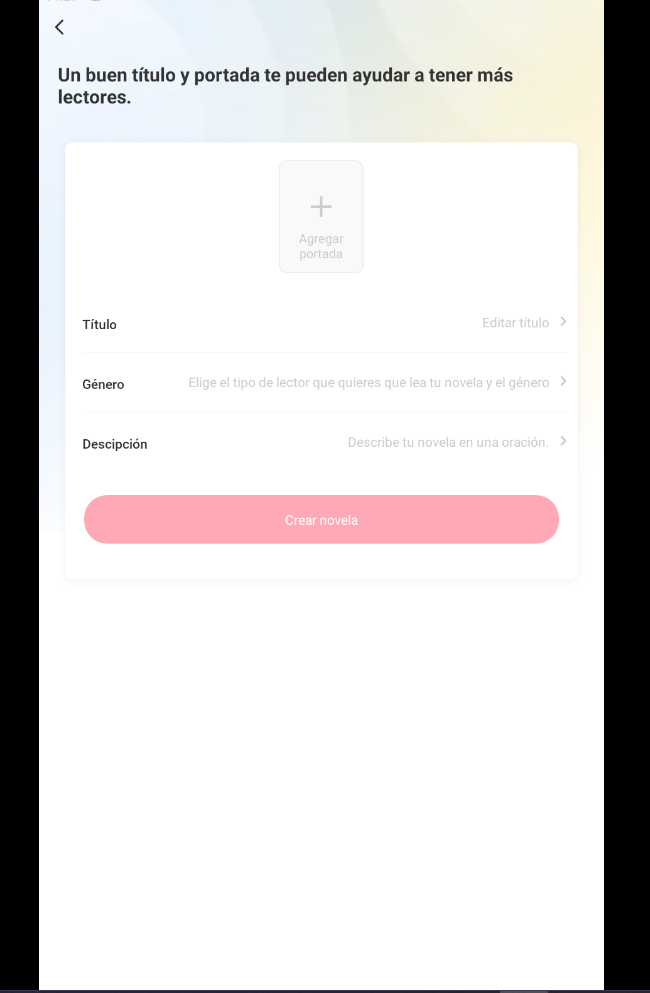 Un buen título y portada te pueden ayudar a tener más
lectores.
Agregar
portada
Título
Editar título
Género
Elige el tipo de lector que quieres que lea tu novela y el género
Descipción
Describe tu novela en una oración.
Crear novela